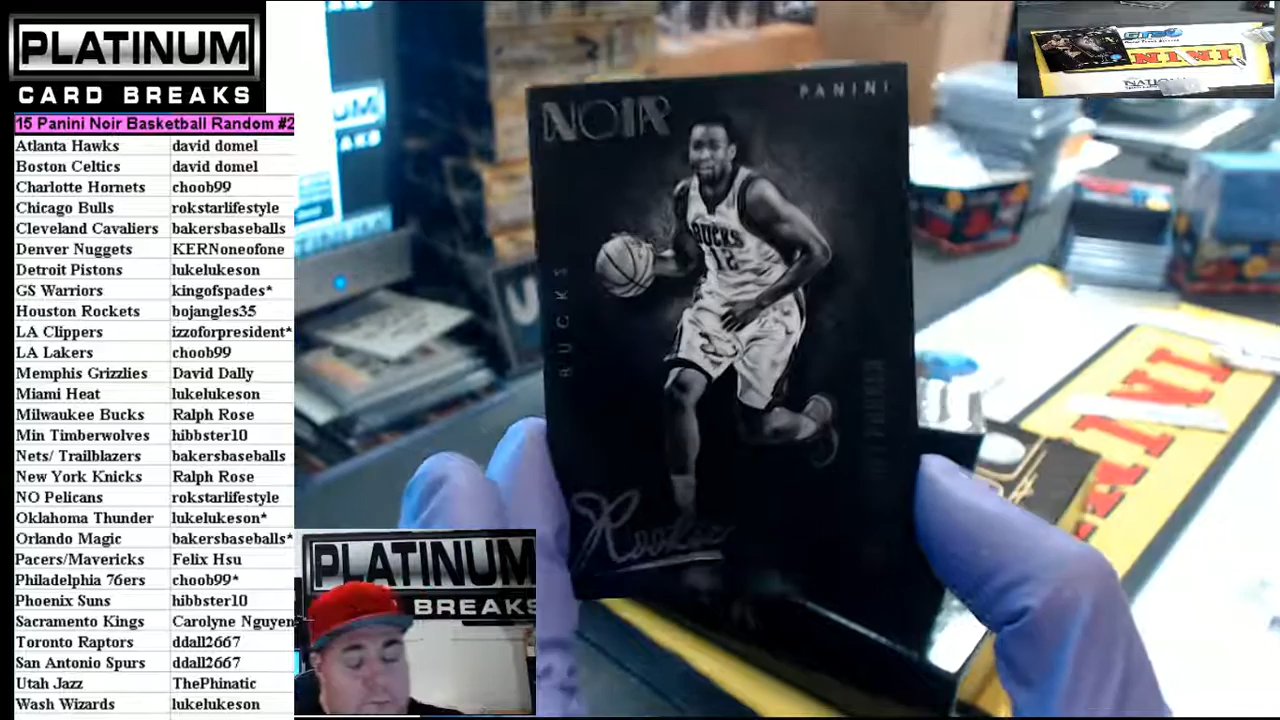 PLATINUM
CARD BREAKS
15 Panini Noir Basketball Random #2
Atlanta Hawks david domel
Boston Celtics david domel
Charlotte Hornets choob99
Chicago Bulls rokstarlifestyle
Cleveland Cavaliers bakersbaseballs
Denver Nuggets KERNoneofone
Detroit Pistons lukelukeson
GS Warriors kingofspades*
Houston Rockets bojangles35
LA Clippers izzoforpresident*
LA Lakers choob99
Memphis Grizzlies David Dally
Miami Heat lukelukeson
Milwaukee Bucks Ralph Rose
Min Timberwolves hibbster10
Nets/ Trailblazers bakersbaseballs
New York Knicks Ralph Rose
NO Pelicans rokstarlifestyle
Oklahoma Thunder lukelukeson*
Orlando Magic bakersbaseballs*
Pacers/Mavericks Felix Hsu
Philadelphia 76ers choob99*
Phoenix Suns hibbster10
Sacramento Kings Carolyne Nguyen
Toronto Raptors ddall2667
San Antonio Spurs ddall2667
Utah Jazz ThePhinatic
Wash Wizards lukelukeson
NOIR
PANINI
BUCKS
12
BUCKS
Rookie
PLATINUM
BREAKS